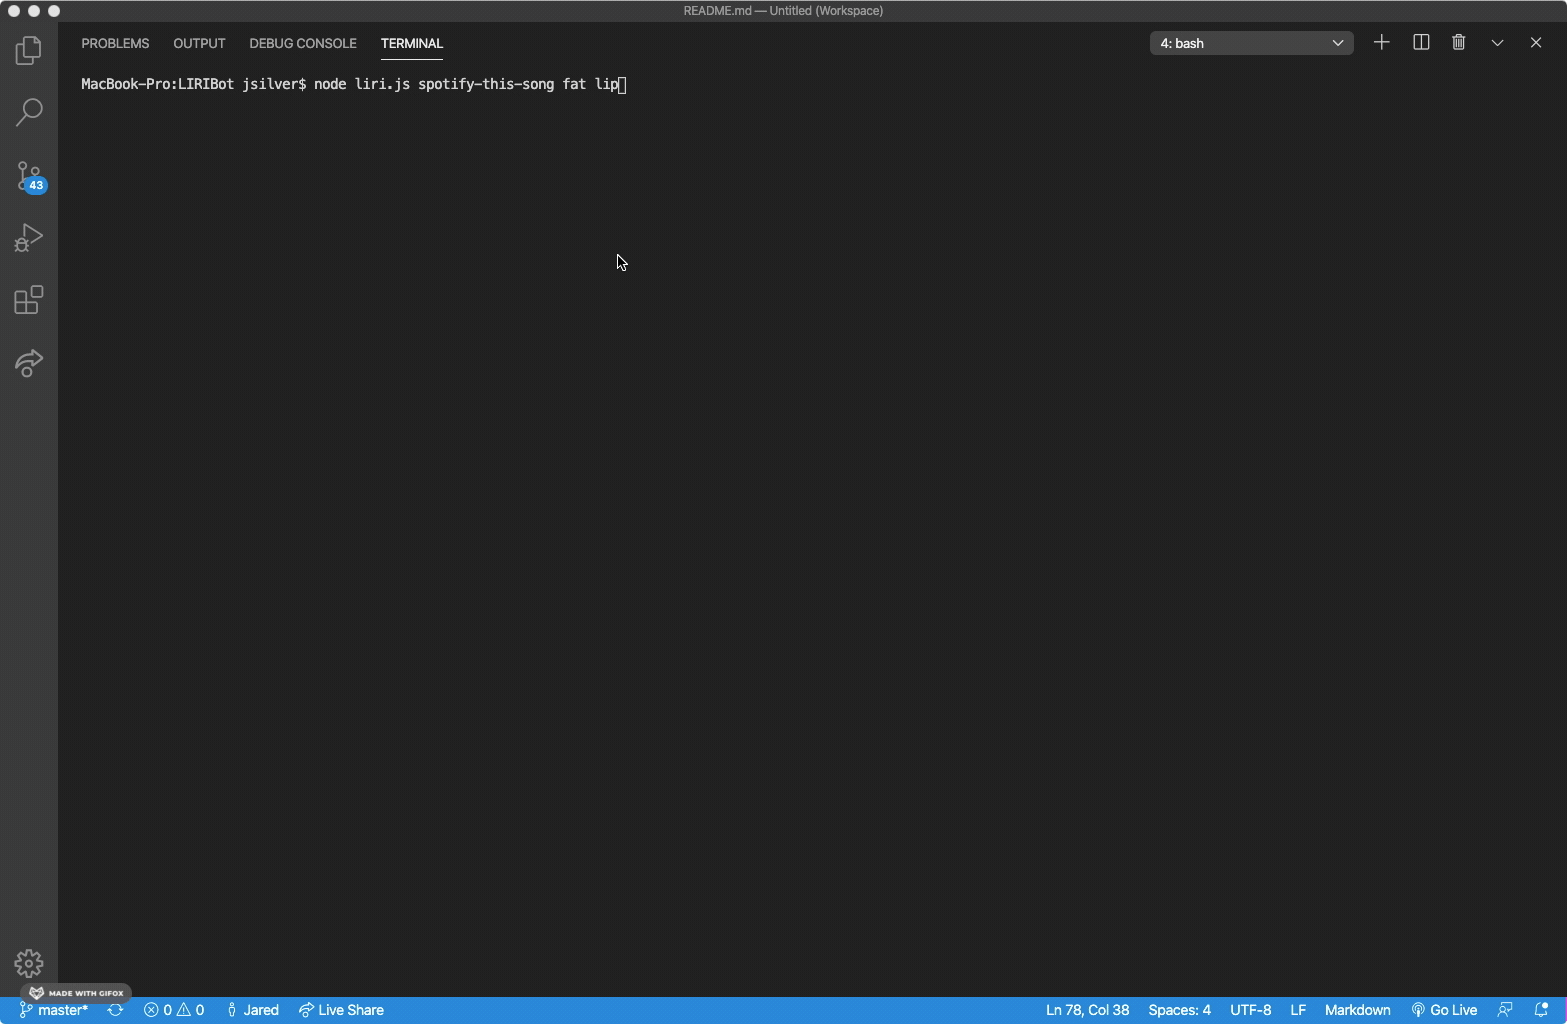 README.md — Untitled (Workspace)
PROBLEMS OUTPUT DEBUG CONSOLE TERMINAL 4: bash
MacBook-Pro:LIRIBot jsilver$ node liri.js spotify-this-song fat lip
43
MADE WITH GIFOX
master* 0 0 Jared Live Share Ln 78, Col 38 Spaces: 4 UTF-8 LF Markdown Go Live